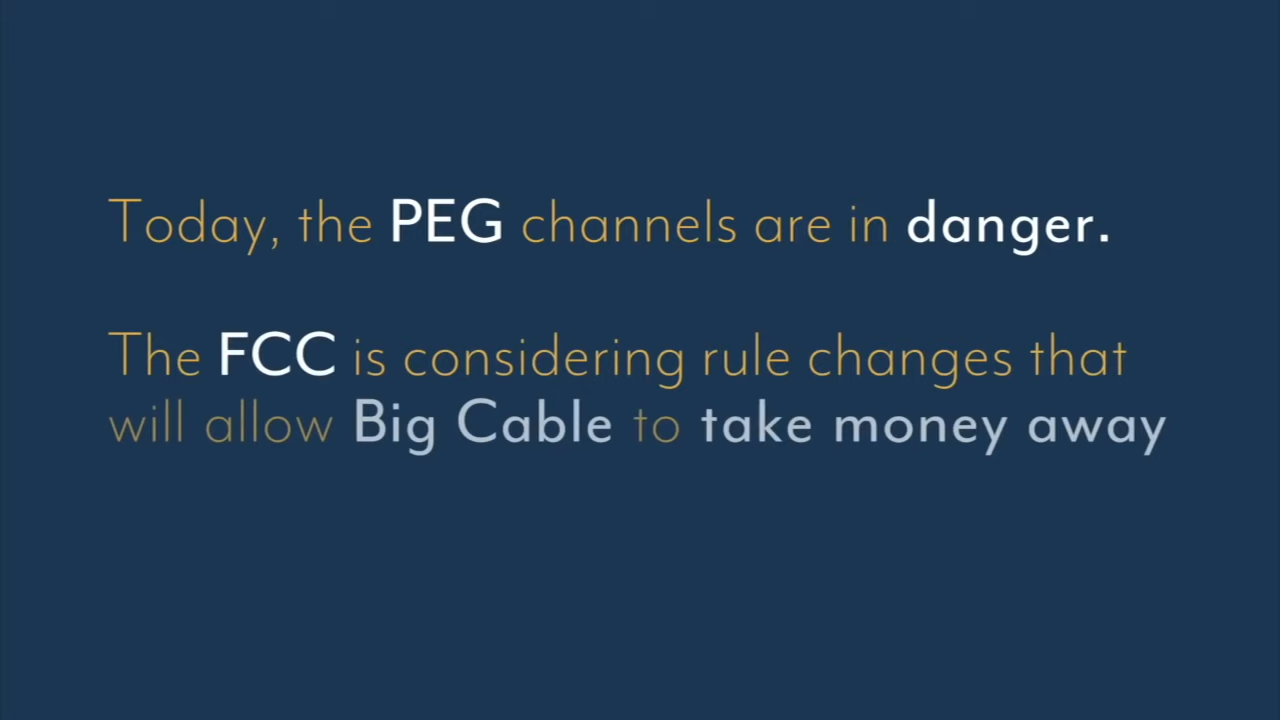 Today, the PEG channels are in danger.
The FCC is considering rule changes that
will allow Big Cable to take money away